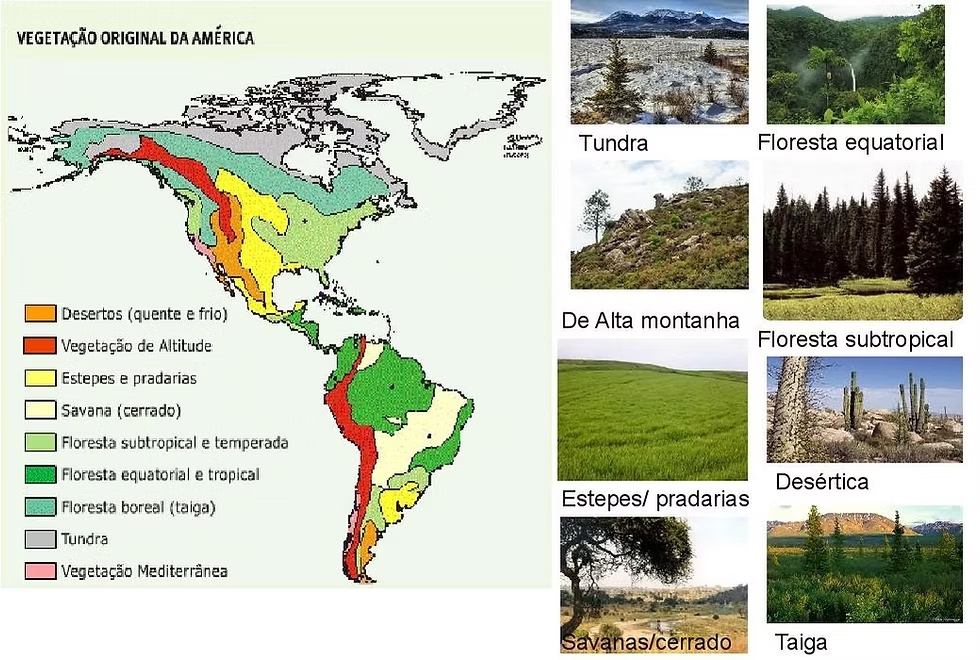 VEGETAÇÃO ORIGINAL DA AMÉRICA
Desertos (quente e frio)
Vegetação de Altitude
Estepes e pradarias
Savana (cerrado)
Floresta subtropical e temperada
Floresta equatorial e tropical
Floresta boreal (taiga)
Tundra
Vegetação Mediterrânea
Tundra
Floresta equatorial
De Alta montanha
Floresta subtropical
Estepes/ pradarias
Desértica
Savanas/cerrado
Taiga